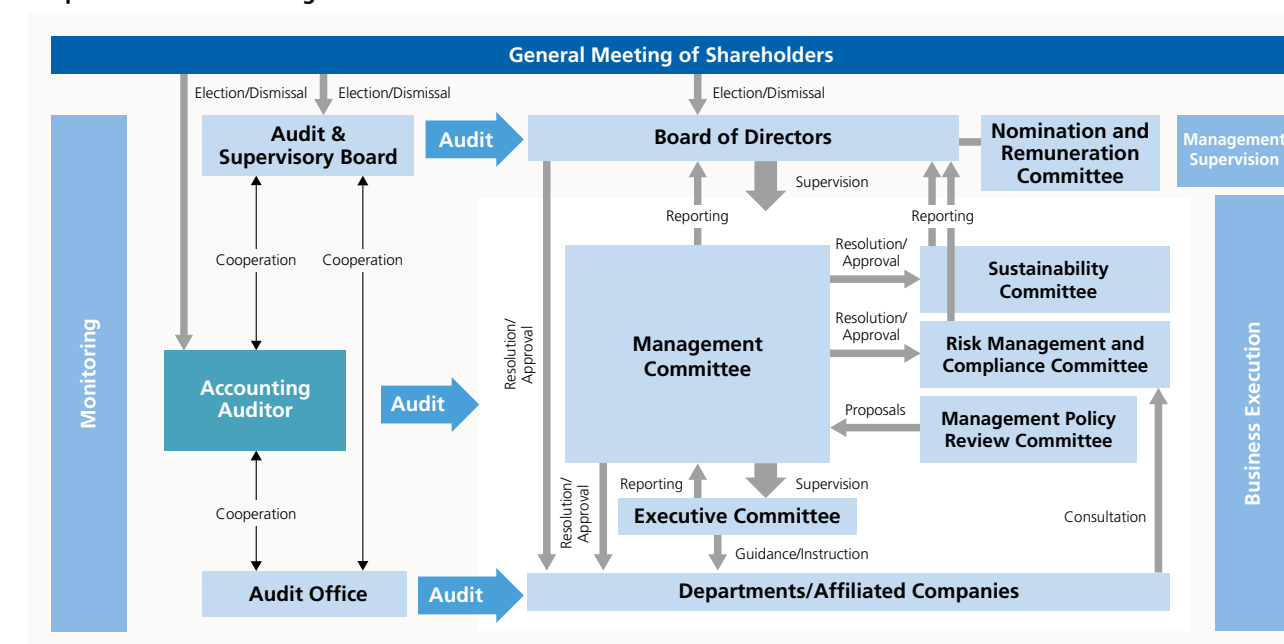 General Meeting of Shareholders
Election/Dismissal
Election/Dismissal
Election/Dismissal
Audit &
Supervisory Board
Audit
Board of Directors
Nomination and
Remuneration
Committee
Management
Supervision
Supervision
Reporting
Reporting
Cooperation
Cooperation
Resolution/
Approval
Sustainability
Committee
Monitoring
Resolution/
Approval
Management
Committee
Resolution/
Approval
Risk Management and
Compliance Committee
Business Execution
Accounting
Auditor
Audit
Proposals
Management Policy
Review Committee
Cooperation
Resolution/
Approval
Reporting
Supervision
Executive Committee
Consultation
Guidance/Instruction
Audit Office
Audit
Departments/Affiliated Companies